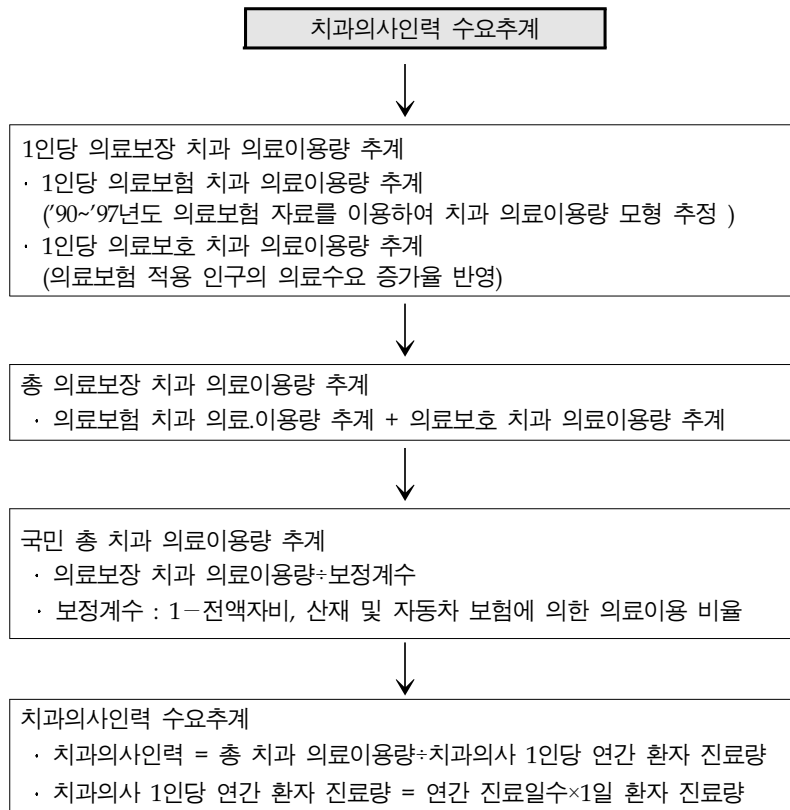 치과의사인력 수요추계
1인당 의료보장 치과 의료이용량 추계
· 1인당 의료보험 치과 의료이용량 추계
('90~'97년도 의료보험 자료를 이용하여 치과 의료이용량 모형 추정 )
· 1인당 의료보호 치과 의료이용량 추계
(의료보험 적용 인구의 의료수요 증가율 반영)
총 의료보장 치과 의료이용량 추계
· 의료보험 치과 의료.이용량 추계 + 의료보호 치과 의료이용량 추계
국민 총 치과 의료이용량 추계
· 의료보장 치과 의료이용량÷보정계수
· 보정계수 : 1-전액자비, 산재 및 자동차 보험에 의한 의료이용 비율
치과의사인력 수요추계
· 치과의사인력 = 총 치과 의료이용량÷치과의사 1인당 연간 환자 진료량
· 치과의사 1인당 연간 환자 진료량 = 연간 진료일수×1일 환자 진료량